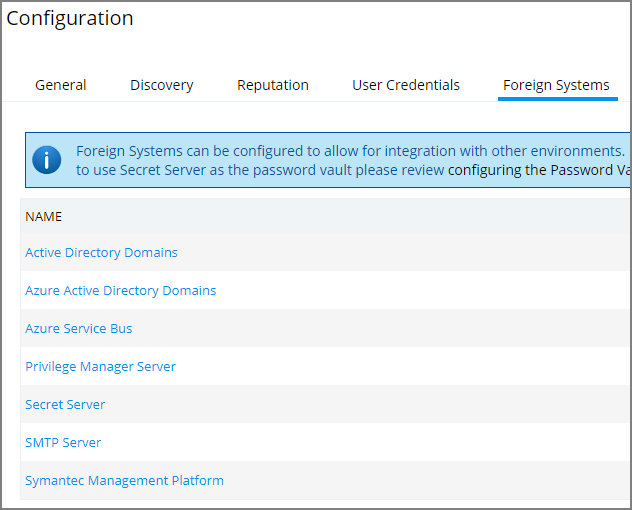 Configuration
General Discovery Reputation User Credentials Foreign Systems
Foreign Systems can be configured to allow for integration with other environments.
to use Secret Server as the password vault please review configuring the Password
NAME
Active Directory Domains
Azure Active Directory Domains
Azure Service Bus
Privilege Manager Server
Secret Server
SMTP Server
Symantec Management Platform